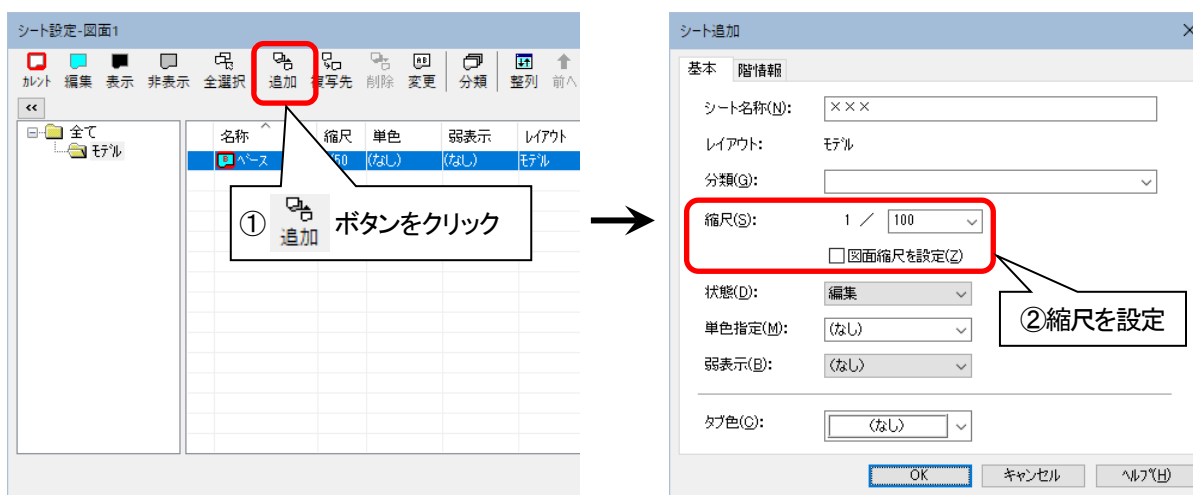 シート設定-図面1
カレント 編集 表示 非表示 全選択 追加 複写先 削除 変更 分類 整列 前へ
<<
全て
モデル
名称 縮尺 単色 弱表示 レイアウト
ベース 50 (なし) (なし) モデル
① 追加 ボタンをクリック
シート追加
基本 階情報
シート名称(N): ×××
レイアウト: モデル
分類(G):
縮尺(S): 1 / 100
図面縮尺を設定(Z)
状態(D): 編集
単色指定(M): (なし)
弱表示(B): (なし)
タブ色(C): (なし)
OK キャンセル ヘルプ(H)
②縮尺を設定